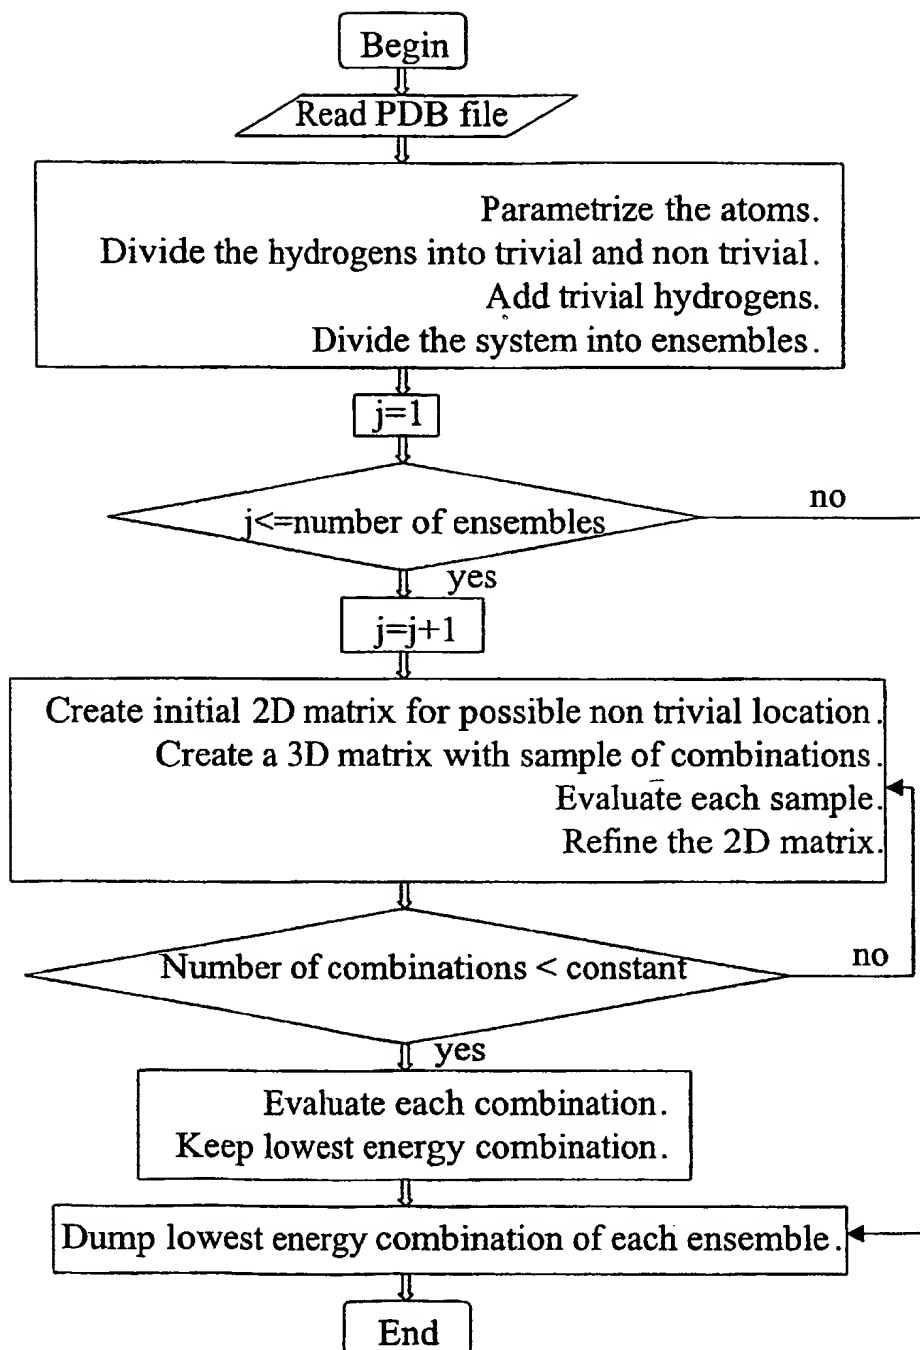 Begin
Read PDB file
Parametrize the atoms.
Divide the hydrogens into trivial and non trivial.
Add trivial hydrogens.
Divide the system into ensembles.
j=1
j<=number of ensembles
no
yes
j=j+1
Create initial 2D matrix for possible non trivial location.
Create a 3D matrix with sample of combinations.
Evaluate each sample.
Refine the 2D matrix.
Number of combinations < constant
no
yes
Evaluate each combination.
Keep lowest energy combination.
Dump lowest energy combination of each ensemble.
End